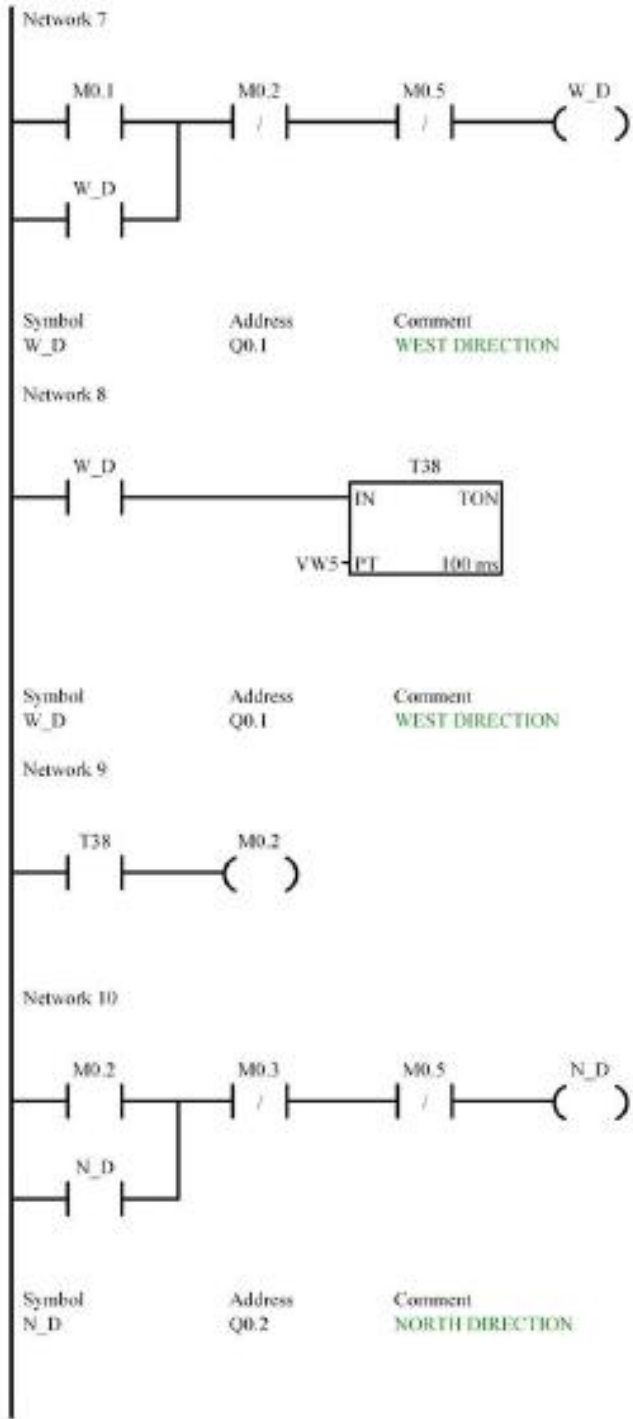 Network 7
M0.1 M0.2 M0.5 W_D
/ /
W_D
Symbol Address Comment
W_D Q0.1 WEST DIRECTION
Network 8
W_D T38
IN TON
VW5 PT 100 ms
Symbol Address Comment
W_D Q0.1 WEST DIRECTION
Network 9
T38 M0.2
Network 10
M0.2 M0.3 M0.5 N_D
/ /
N_D
Symbol Address Comment
N_D Q0.2 NORTH DIRECTION